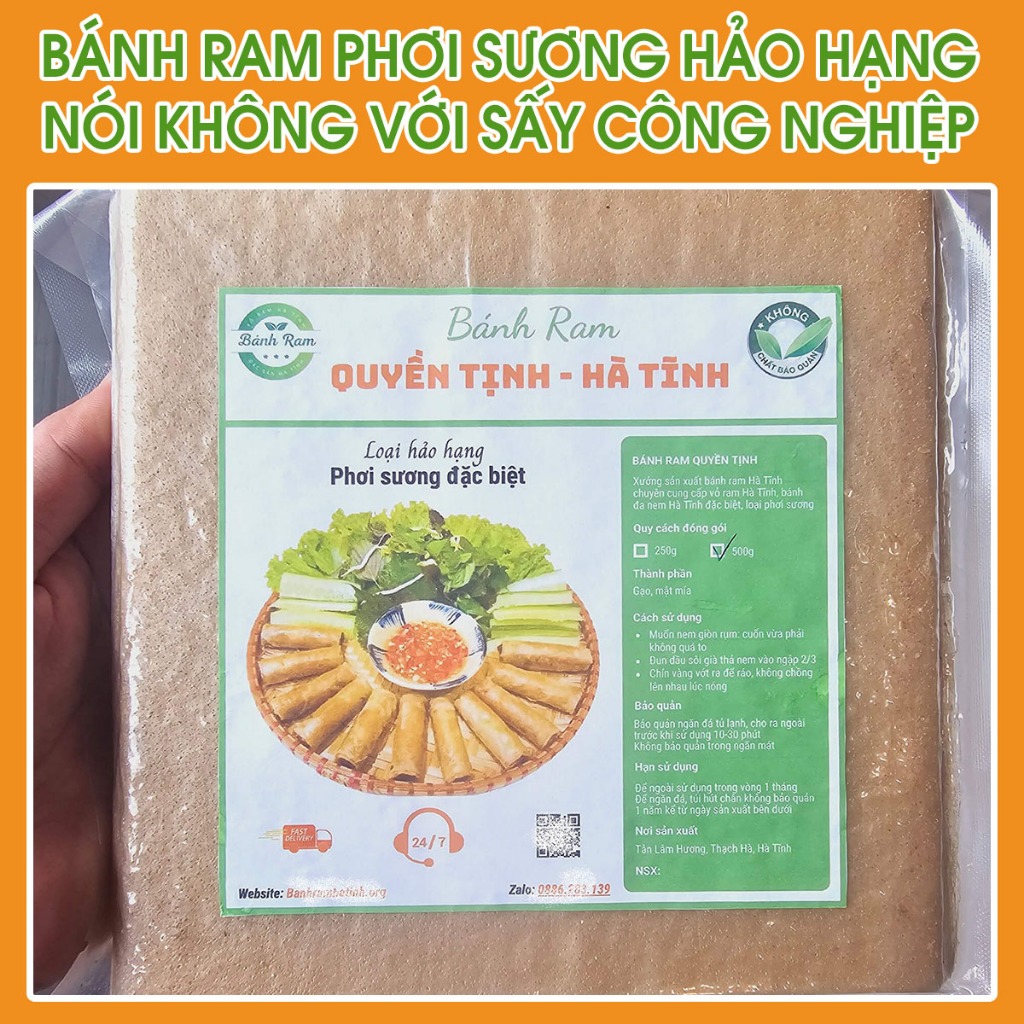 BÁNH RAM PHƠI SƯƠNG HẢO HẠNG
NÓI KHÔNG VỚI SẤY CÔNG NGHIỆP
Bánh Ram
Bánh Ram
QUYỀN TỊNH - HÀ TĨNH
KHÔNG
CHẤT BẢO QUẢN
Loại hảo hạng
Phơi sương đặc biệt
FAST
DELIVERY
24/7
Website: Banhramhatinh.org
Zalo: 0886.283.139
BÁNH RAM QUYỀN TỊNH
Xưởng sản xuất bánh ram Hà Tĩnh
chuyên cung cấp vỏ ram Hà Tĩnh, bánh
đa nem Hà Tĩnh đặc biệt, loại phơi sương
Quy cách đóng gói
250g 500g
Thành phần
Gạo, mật mía
Cách sử dụng
• Muốn nem giòn rụm: cuốn vừa phải
không quá to
• Đun dầu sôi già thả nem vào ngập 2/3
• Chín vàng vớt ra để ráo, không chồng
lên nhau lúc nóng
Bảo quản
Bảo quản ngăn đá tủ lạnh, cho ra ngoài
trước khi sử dụng 10-30 phút
Không bảo quản trong ngăn mát
Hạn sử dụng
Để ngoài sử dụng trong vòng 1 tháng
Để ngăn đá, túi hút chẩn không bảo quản
1 năm kể từ ngày sản xuất bên dưới
Nơi sản xuất
Tân Lâm Hương, Thạch Hà, Hà Tĩnh
NSX: